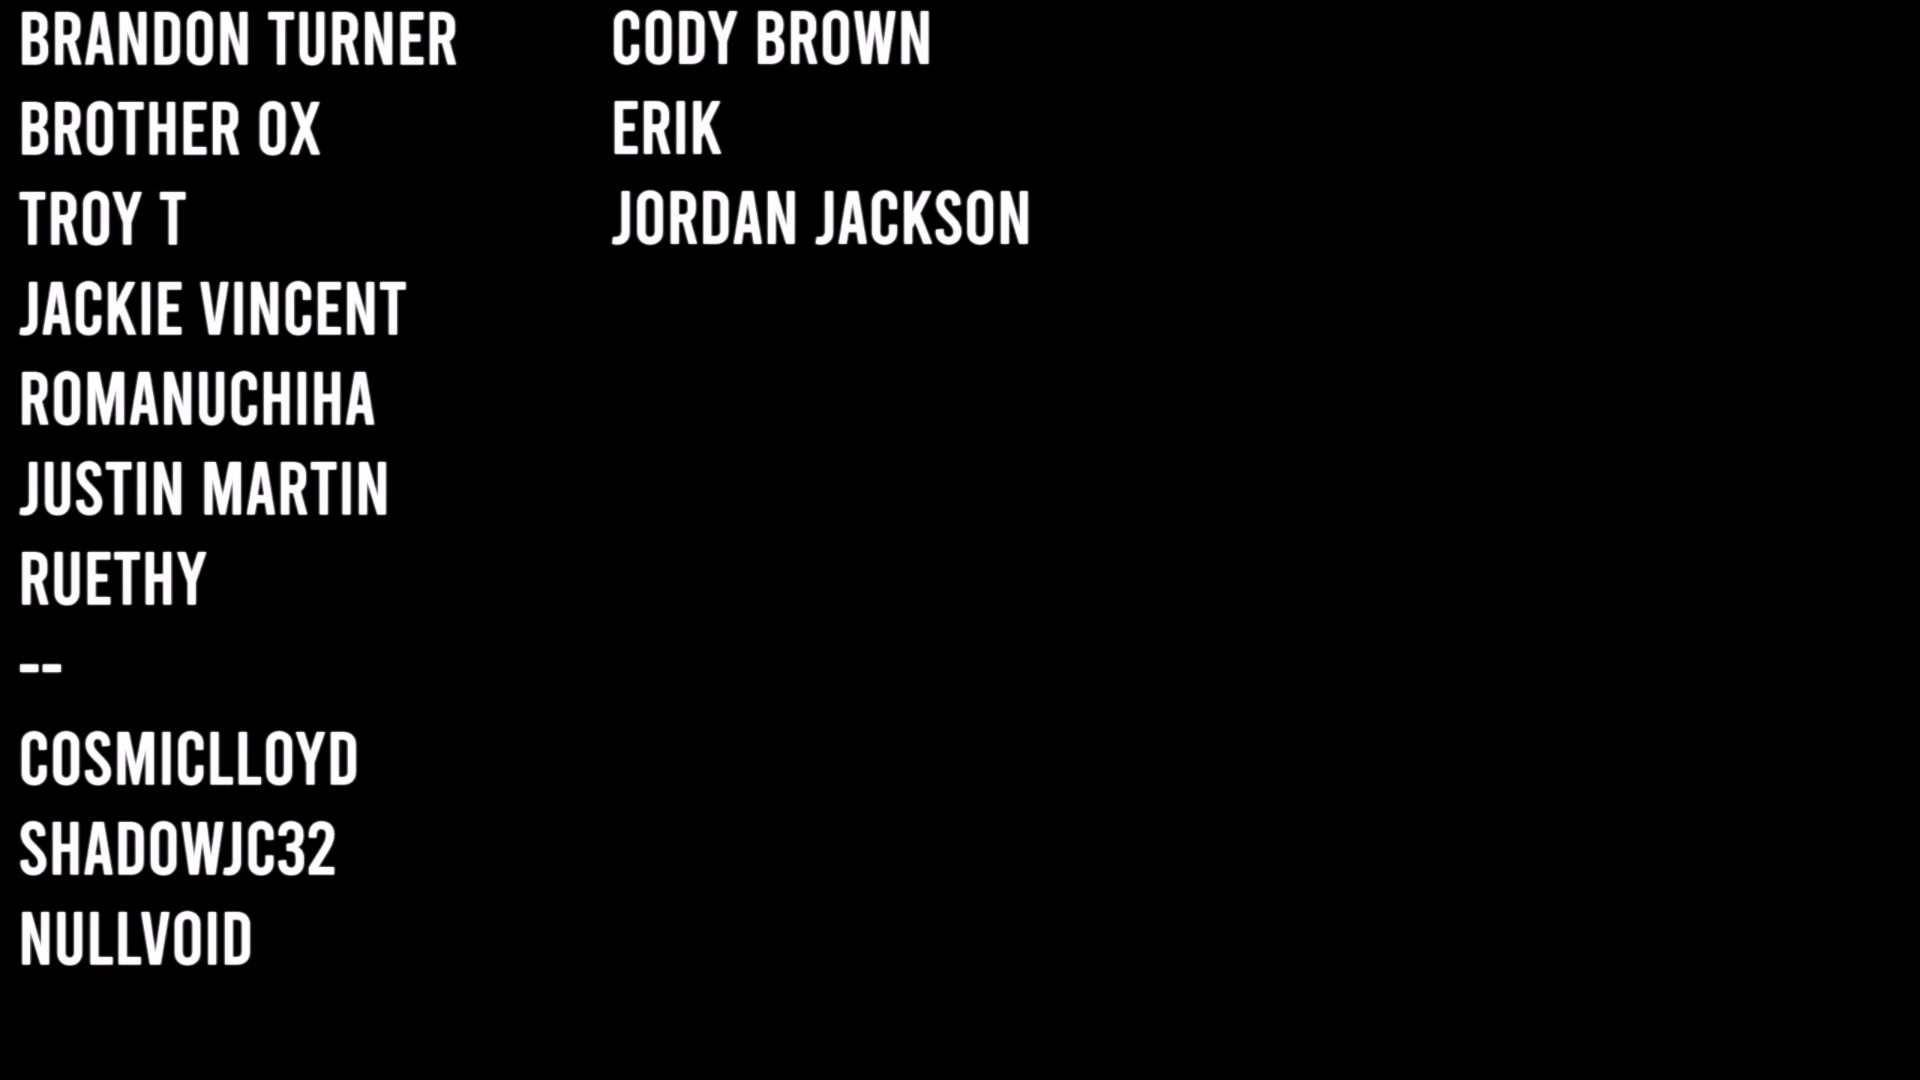 BRANDON TURNER
BROTHER OX
TROY T
JACKIE VINCENT
ROMANUCHIHA
JUSTIN MARTIN
RUETHY
--
COSMICLLOYD
SHADOWJC32
NULLVOID
CODY BROWN
ERIK
JORDAN JACKSON